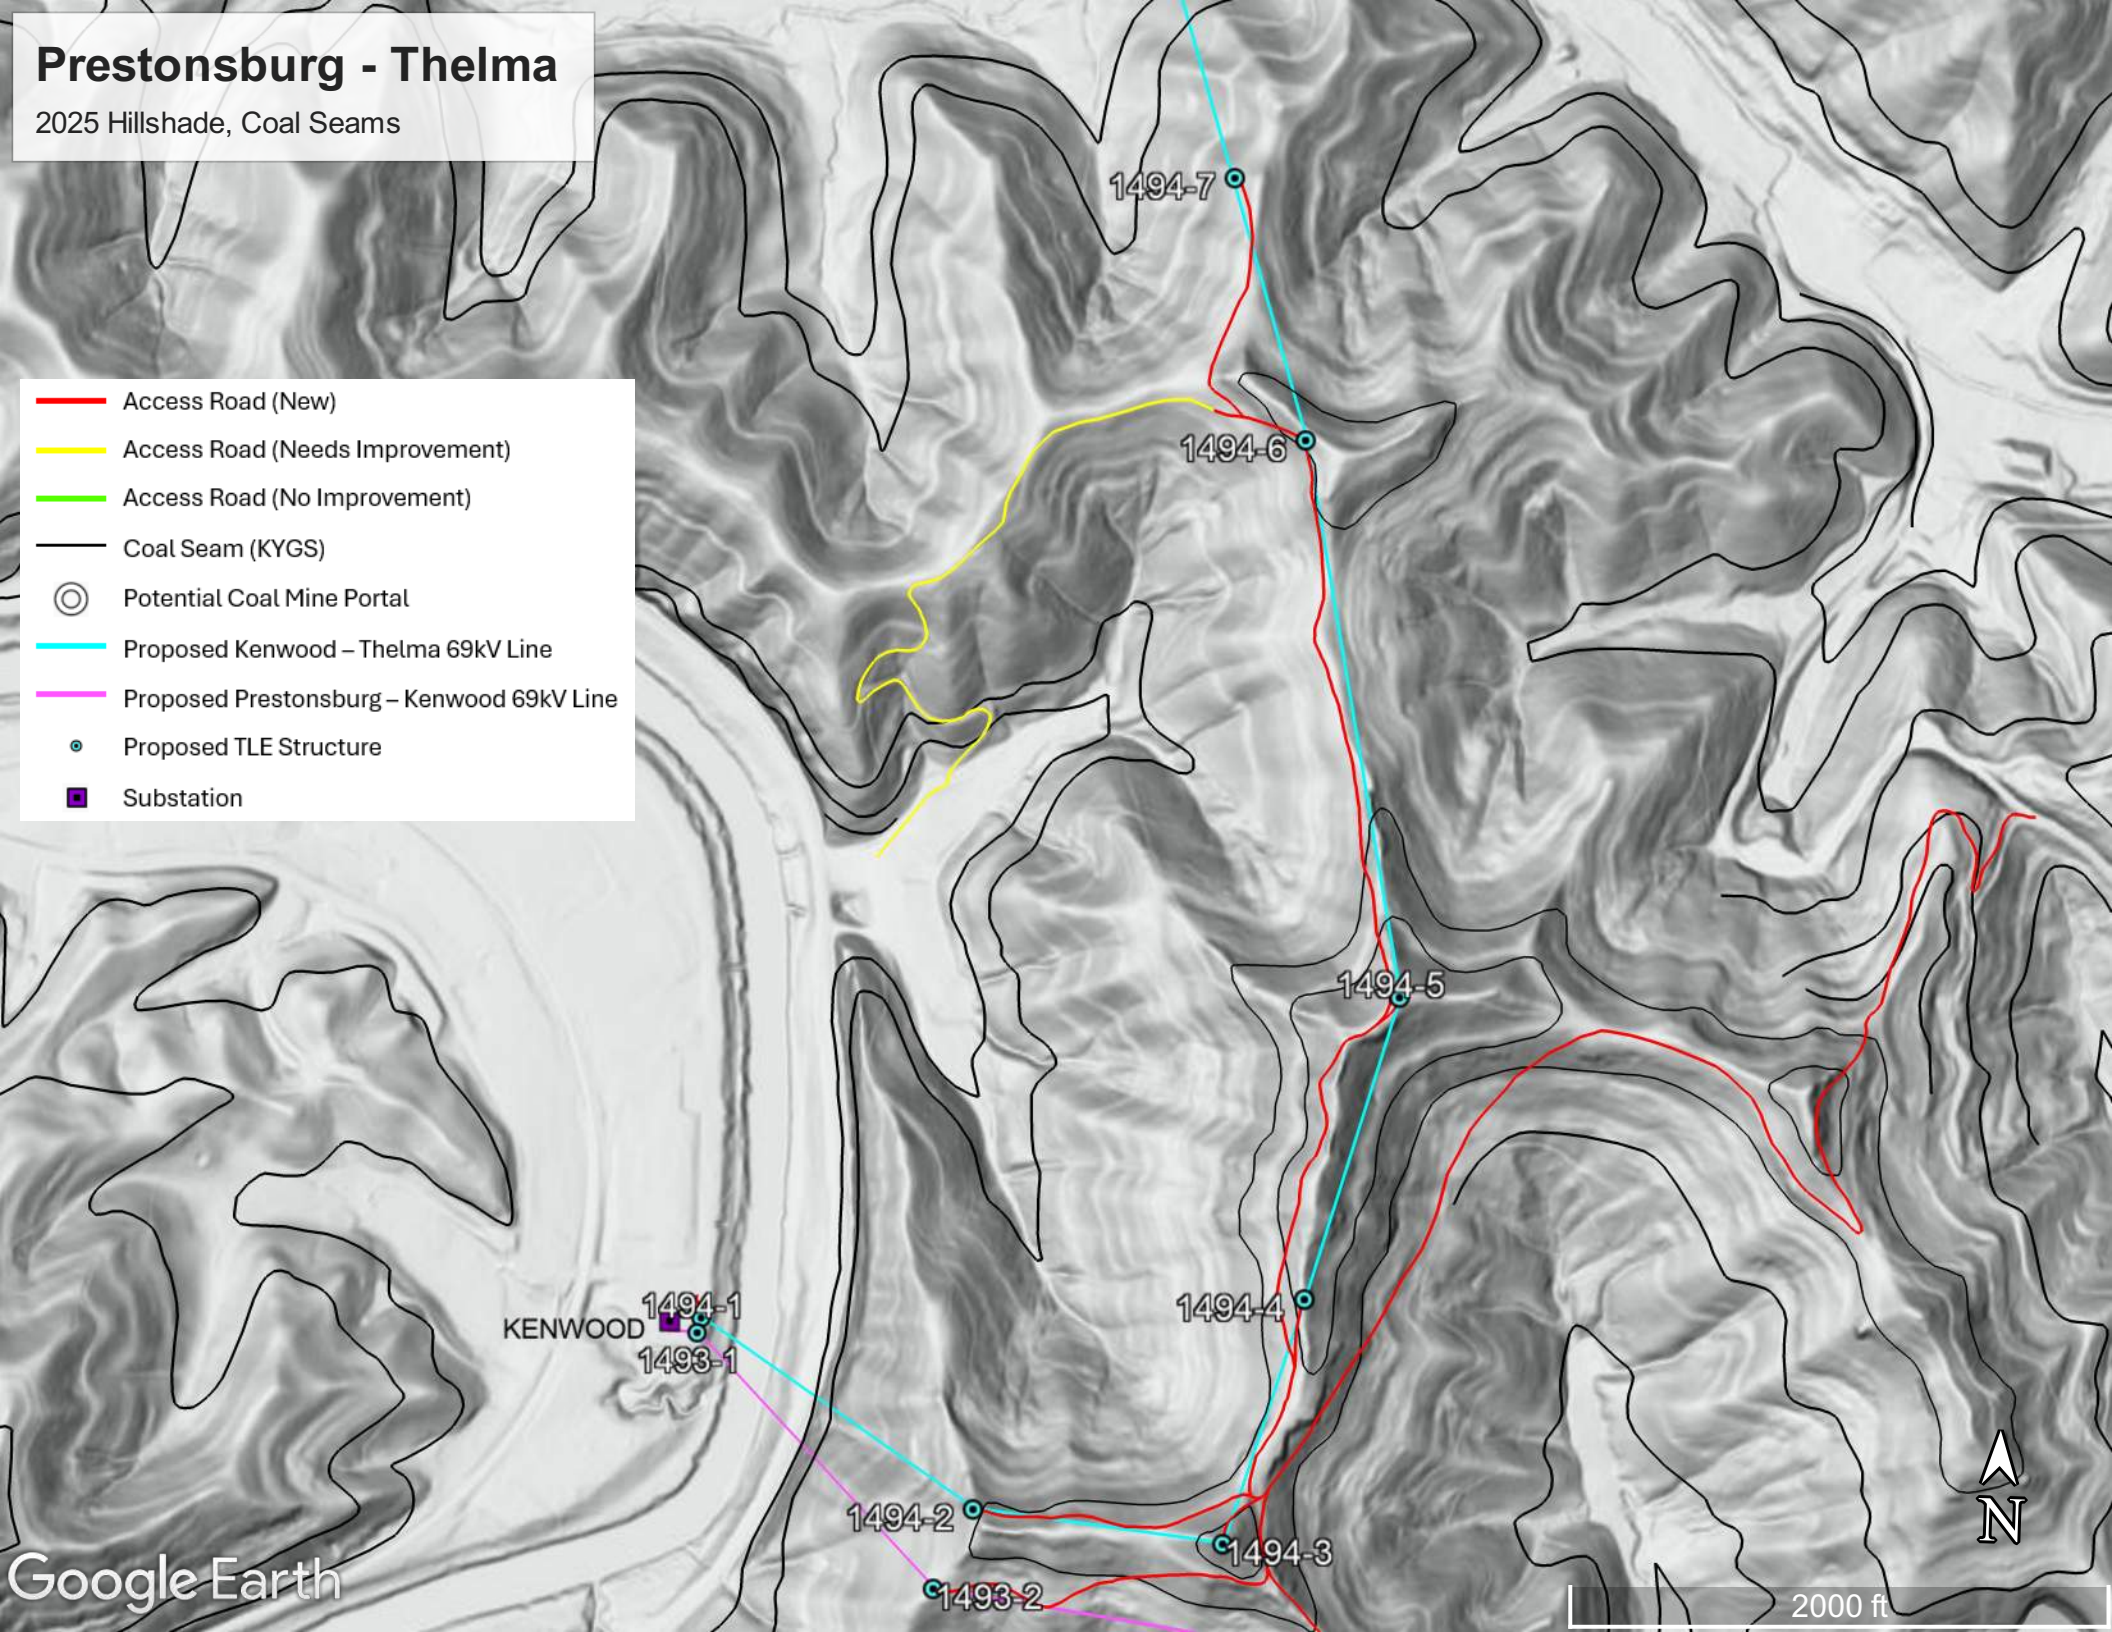 Prestonsburg - Thelma
2025 Hillshade, Coal Seams
1494-7
Access Road (New)
Access Road (Needs Improvement)
1494-6
Access Road (No Improvement)
Coal Seam (KYGS)
Potential Coal Mine Portal
Proposed Kenwood – Thelma 69kV Line
Proposed Prestonsburg – Kenwood 69kV Line
Proposed TLE Structure
Substation
1494-5
1494-1
1494-4
KENWOOD
1493-1
1494-2
N
1494-3
Google Earth
1493-2
2000 ft